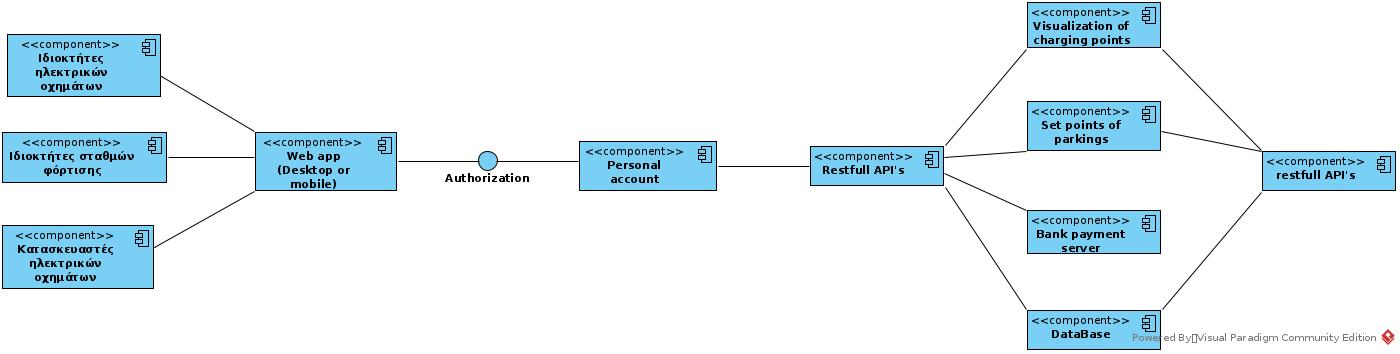 <<component>>
Ιδιοκτήτες
ηλεκτρικών
οχημάτων
<<component>>
Ιδιοκτήτες σταθμών
φόρτισης
<<component>>
Κατασκευαστές
ηλεκτρικών
οχημάτων
<<component>>
Web app
(Desktop or
mobile)
Authorization
<<component>>
Personal
account
<<component>>
Restfull API's
<<component>>
Visualization of
charging points
<<component>>
Set points of
parkings
<<component>>
Bank payment
server
<<component>>
DataBase
<<component>>
restfull API's
Powered By Visual Paradigm Community Edition